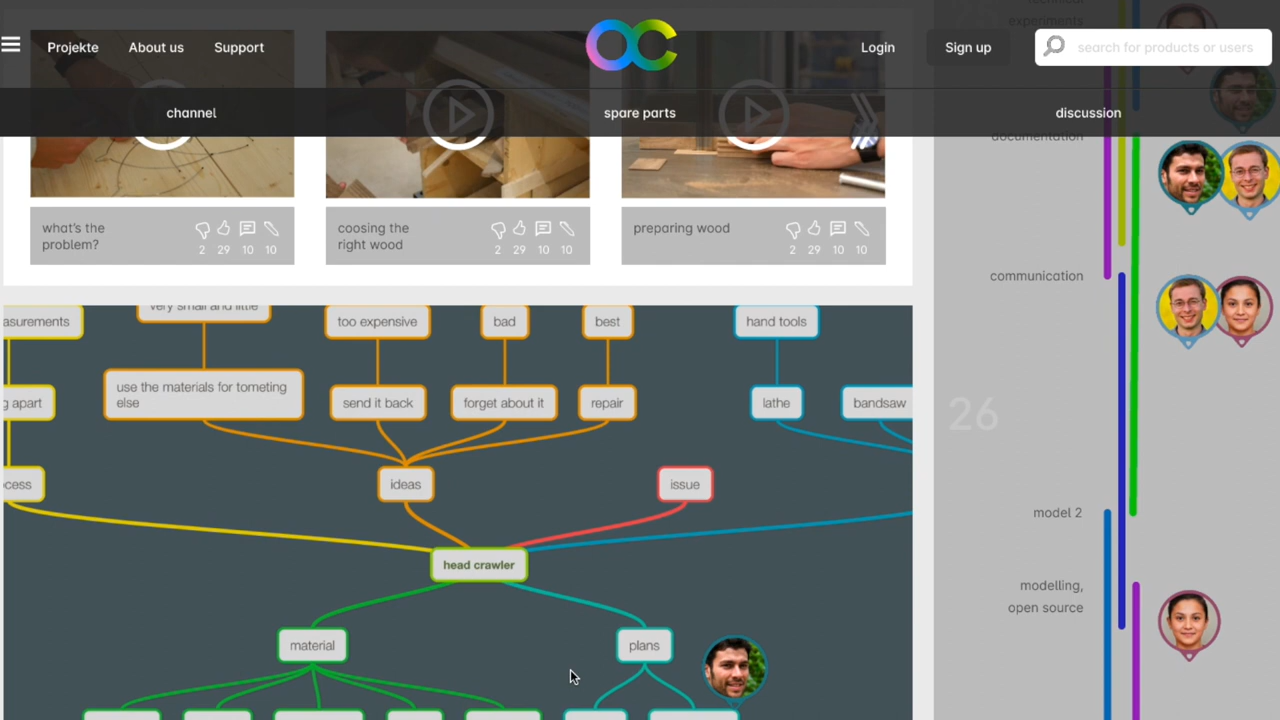 Projekte
About us
Support
OC
Login
Sign up
search for products or users
channel
spare parts
discussion
what's the
problem?
2 29 10 10
coosing the
right wood
2 29 10 10
preparing wood
2 29 10 10
asurements
very small and little
too expensive
bad
best
hand tools
g apart
use the materials for tometing
else
send it back
forget about it
repair
lathe
bandsaw
ocess
ideas
issue
head crawler
material
plans
technical
experiments
documentation
communication
26
model 2
modelling,
open source